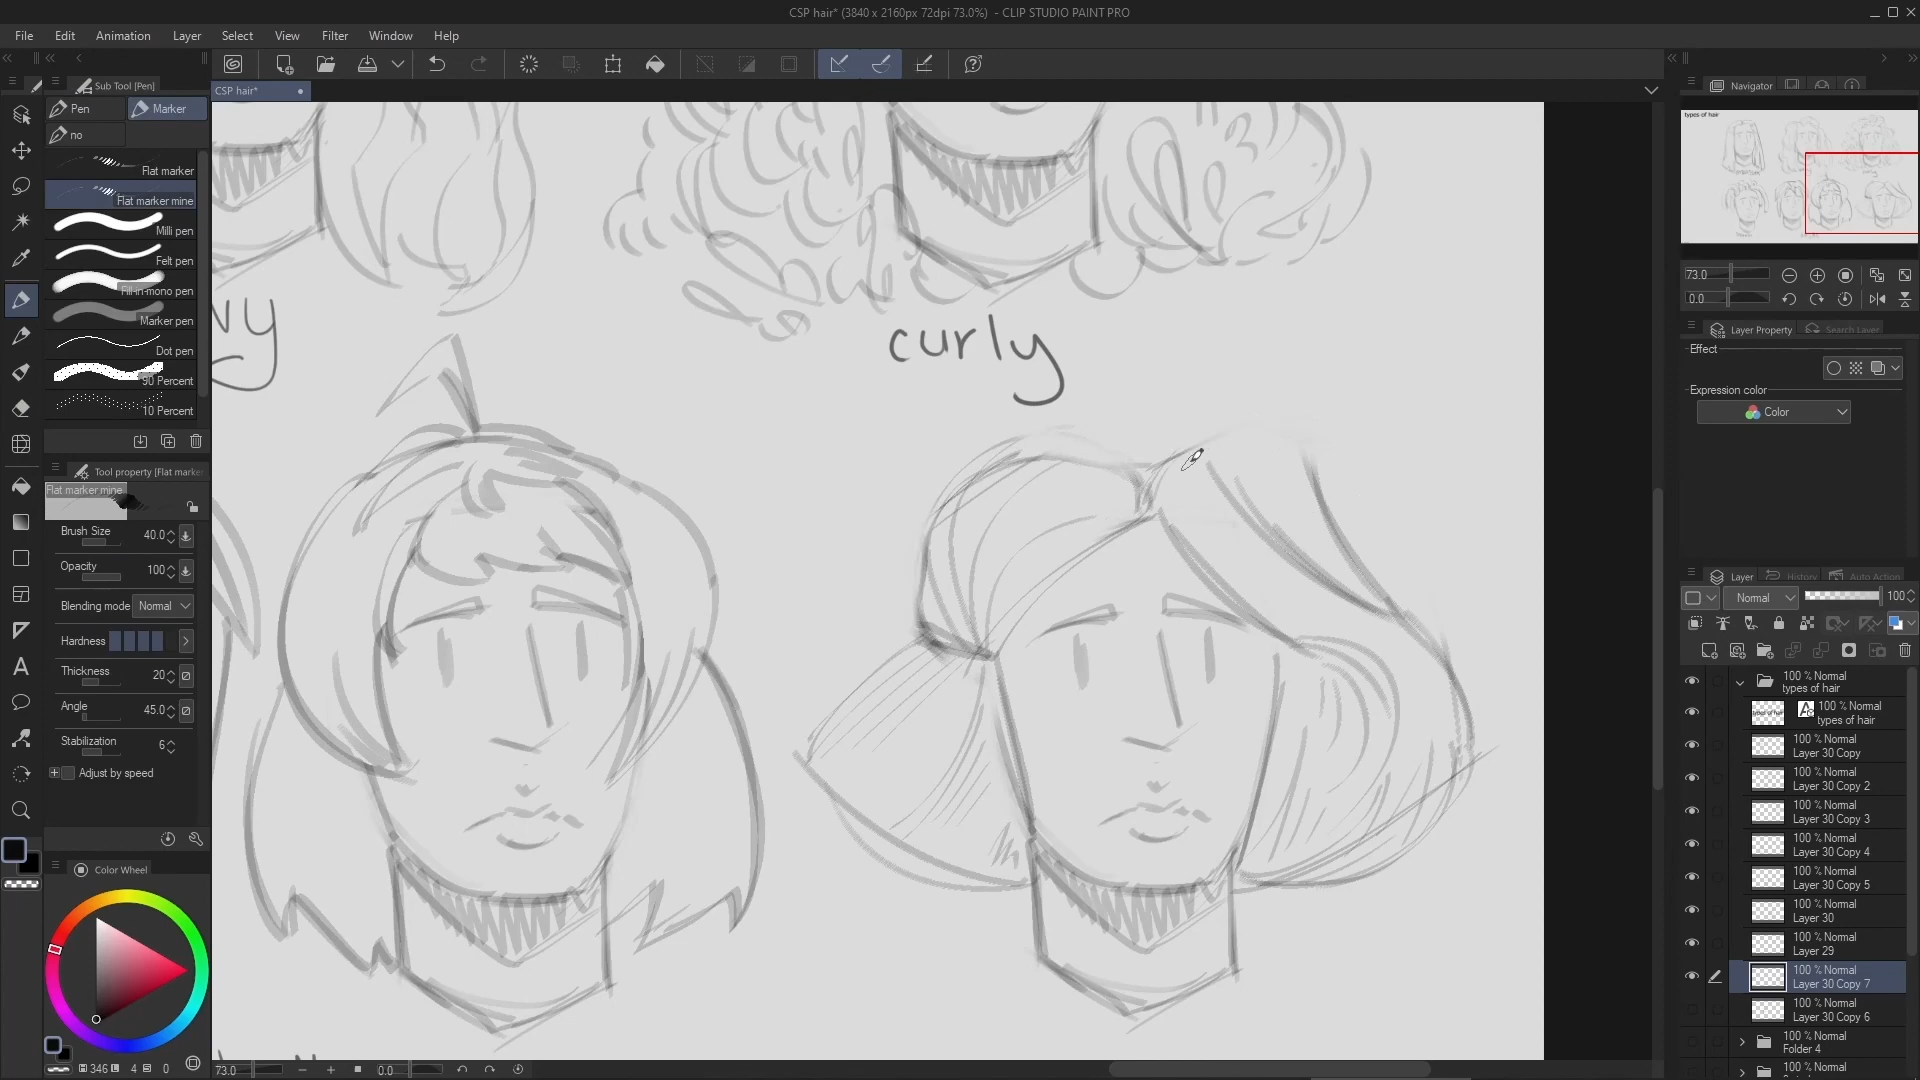 CSP hair* (3840 x 2160px 72dpi 73.0%) - CLIP STUDIO PAINT PRO
File Edit Animation Layer Select View Filter Window Help
Sub Tool [Pen]
CSP hair*
Navigator
Pen
Marker
no
Flat marker
Flat marker mine
Milli pen
Felt pen
Fill-in-mono pen
Marker pen
Dot pen
90 Percent
10 Percent
Tool property [Flat marker
Flat marker mine
Brush Size 40.0
Opacity 100
Blending mode Normal
Hardness
Thickness 20
Angle 45.0
Stabilization 6
Adjust by speed
Color Wheel
346 4 0
vy
curly
73.0 0.0
types of hair
73.0
0.0
Layer Property Search Layer
Effect
Expression color
Color
Layer History Auto Action
Normal 100
100 % Normal
types of hair
100 % Normal
types of hair
100 % Normal
Layer 30 Copy
100 % Normal
Layer 30 Copy 2
100 % Normal
Layer 30 Copy 3
100 % Normal
Layer 30 Copy 4
100 % Normal
Layer 30 Copy 5
100 % Normal
Layer 30
100 % Normal
Layer 29
100 % Normal
Layer 30 Copy 7
100 % Normal
Layer 30 Copy 6
100 % Normal
Folder 4
100 % Normal